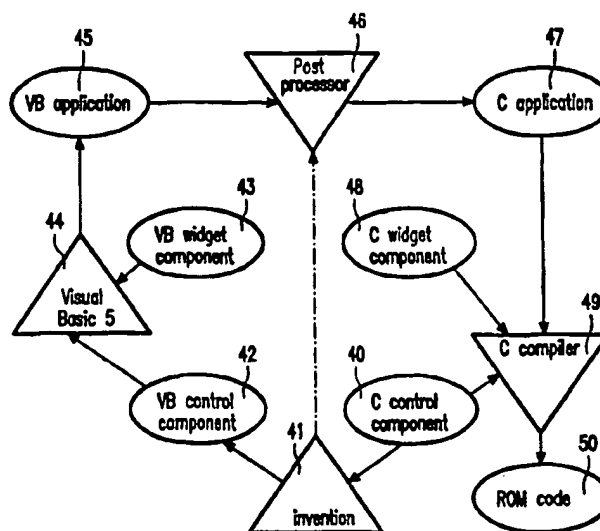 45
VB application
46
Post
processor
47
C application
43
VB widget
component
48
C widget
component
44
Visual
Basic 5
49
C compiler
42
VB control
component
40
C control
component
41
invention
50
ROM code